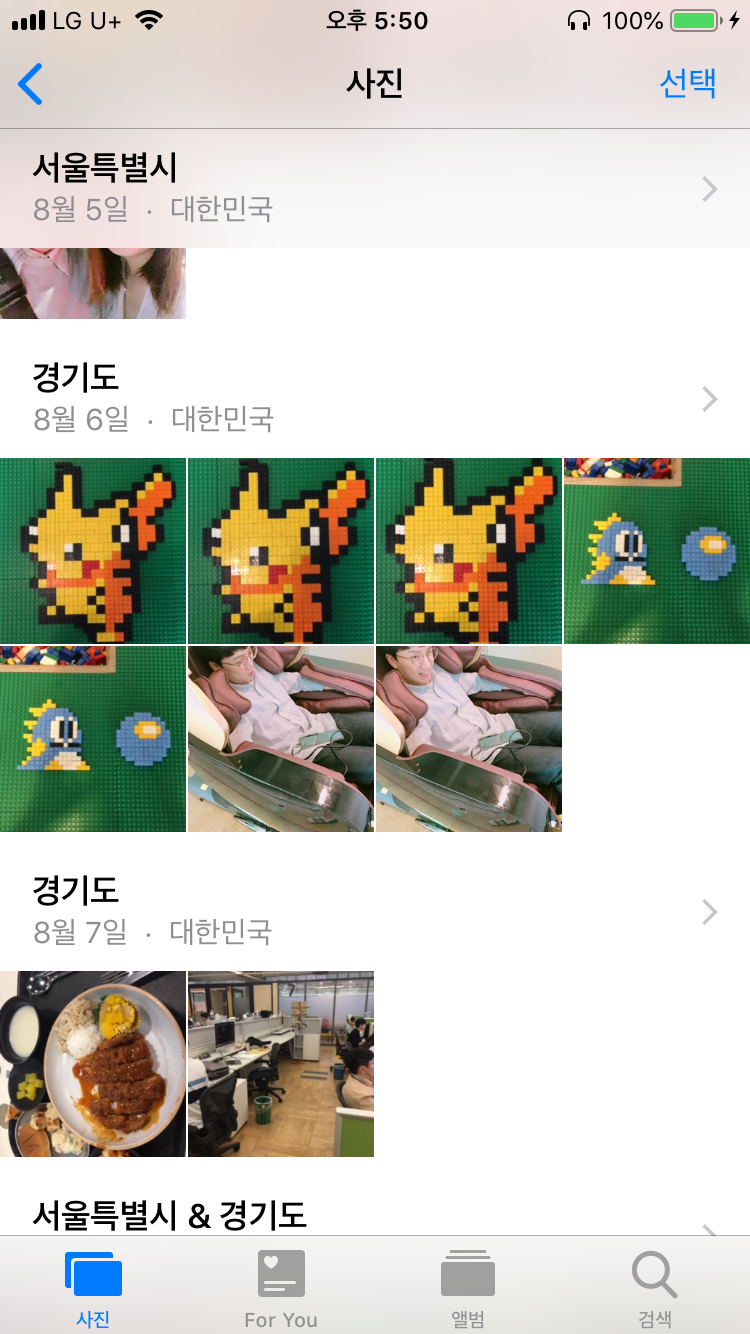 LG U+ 오후 5:50 100%
사진 선택
서울특별시
8월 5일 · 대한민국
경기도
8월 6일 · 대한민국
경기도
8월 7일 · 대한민국
서울특별시 & 경기도
사진 For You 앨범 검색